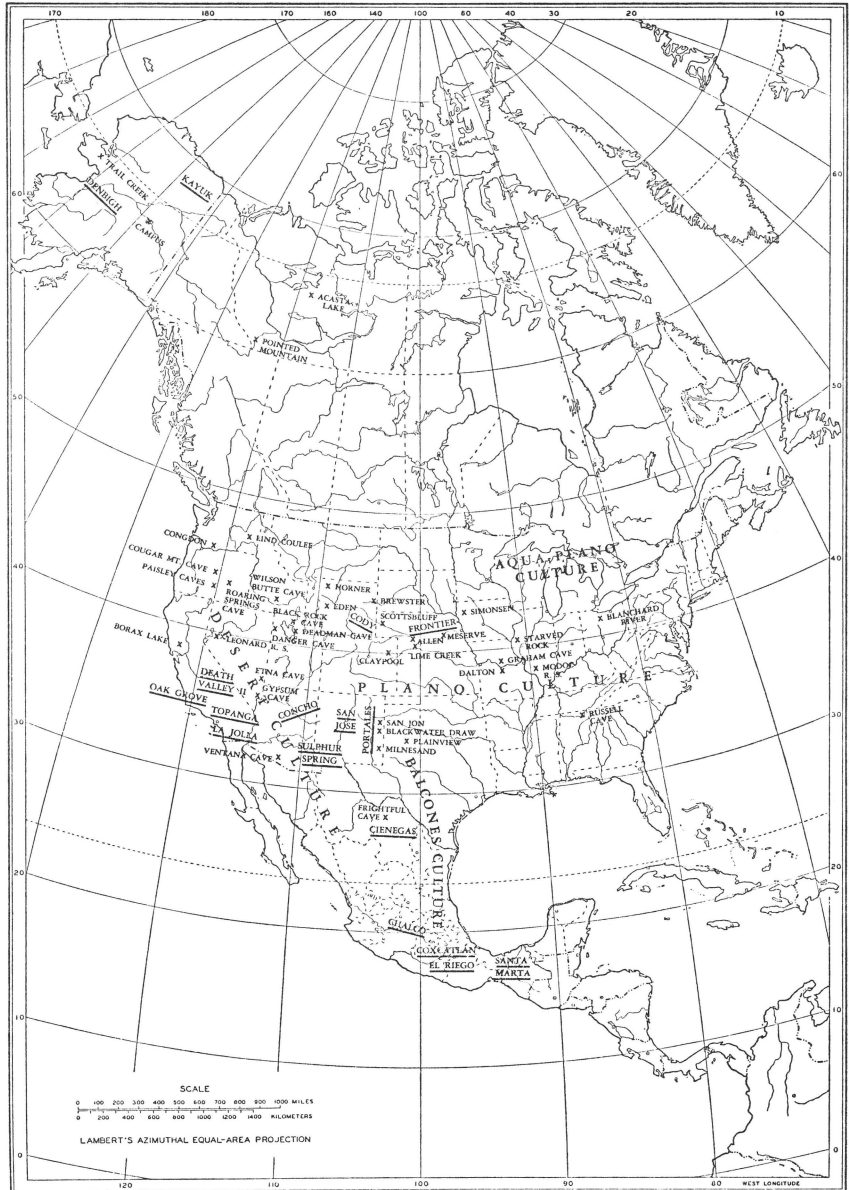 170 180 170 160 150 140 130 120 100 80 70 60 50 40 30 20 10
60
TRAIL CREEK
KAYUK
DENBIGH
CAMPUS
ACASTA
LAKE
POINTED
MOUNTAIN
50
60
50
CONGDON
LIND COULEE
COUGAR MT. CAVE
PAISLEY CAVES
WILSON
BUTTE CAVE
ROARING
SPRINGS
CAVE
HORNER
BREWSTER
EDEN
BLACK ROCK
CAVE
CODY
SCOTTSBLUFF
FRONTIER
SIMONSEN
AQUA-PLANO
CULTURE
BLANCHARD
RIVER
40
40
BORAX LAKE
LEONARD R. S.
DEADMAN CAVE
DANGER CAVE
ALLEN
MESERVE
LIME CREEK
CLAYPOOL
STARVED
ROCK
GRAHAM CAVE
DALTON
MODOC
R. S.
DESERT CULTURE
ETNA CAVE
DEATH
VALLEY II
GYPSUM
CAVE
PLANO CULTURE
OAK GROVE
TOPANGA
CONCHO
SAN
JOSE
PORTALES
SAN JON
BLACKWATER DRAW
PLAINVIEW
MILNESAND
RUSSELL
CAVE
30
30
LA JOLLA
SULPHUR
SPRING
VENTANA CAVE
BALCONES CULTURE
FRIGHTFUL
CAVE
CIENEGAS
20
20
CHALCO
COXCATLAN
EL RIEGO
SANTA
MARTA
10
10
SCALE
0 100 200 300 400 500 600 700 800 900 1000 MILES
0 200 400 600 800 1000 1200 1400 KILOMETERS
LAMBERT'S AZIMUTHAL EQUAL-AREA PROJECTION
0
0
120 110 100 90 80 WEST LONGITUDE